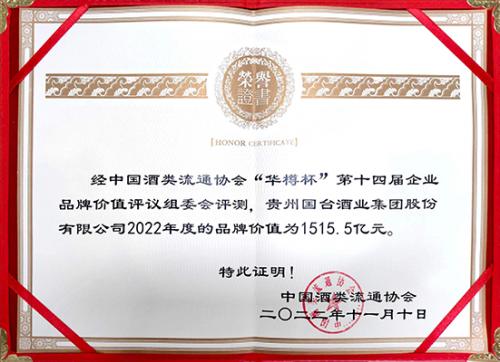 榮譽
證書
HONOR CERTIFICATE
经中国酒类流通协会“华樽杯”第十四届企业
品牌价值评议组委会评测，贵州国台酒业集团股份
有限公司2022年度的品牌价值为1515.5亿元。
特此证明！
中国酒类流通协会
二〇二二年十一月十日